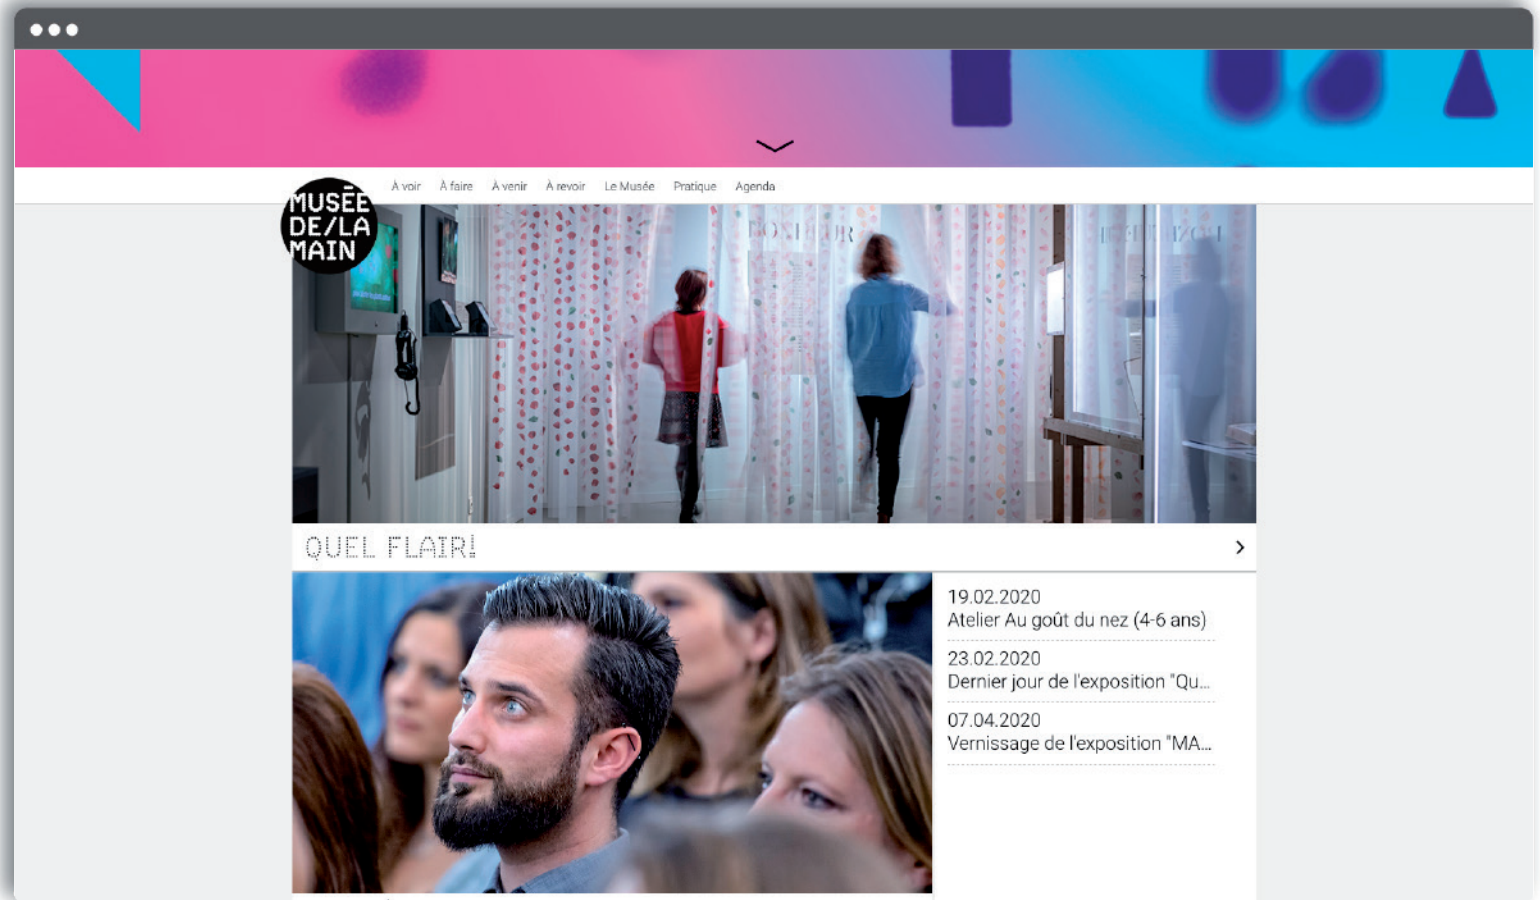 À voir À faire À venir À revoir Le Musée Pratique Agenda
MUSÉE
DE/LA
MAIN
QUEL FLAIR!
19.02.2020
Atelier Au goût du nez (4-6 ans)
23.02.2020
Dernier jour de l'exposition "Qu...
07.04.2020
Vernissage de l'exposition "MA...